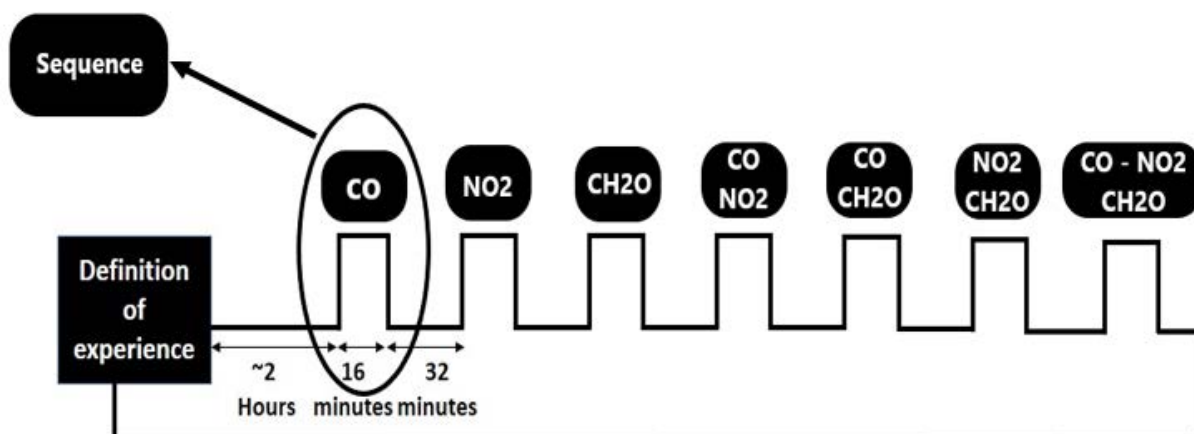 Sequence
CO
NO2
CH2O
CO
NO2
CO
CH2O
NO2
CH2O
CO - NO2
CH2O
Definition
of
experience
~2
Hours
16
minutes
32
minutes